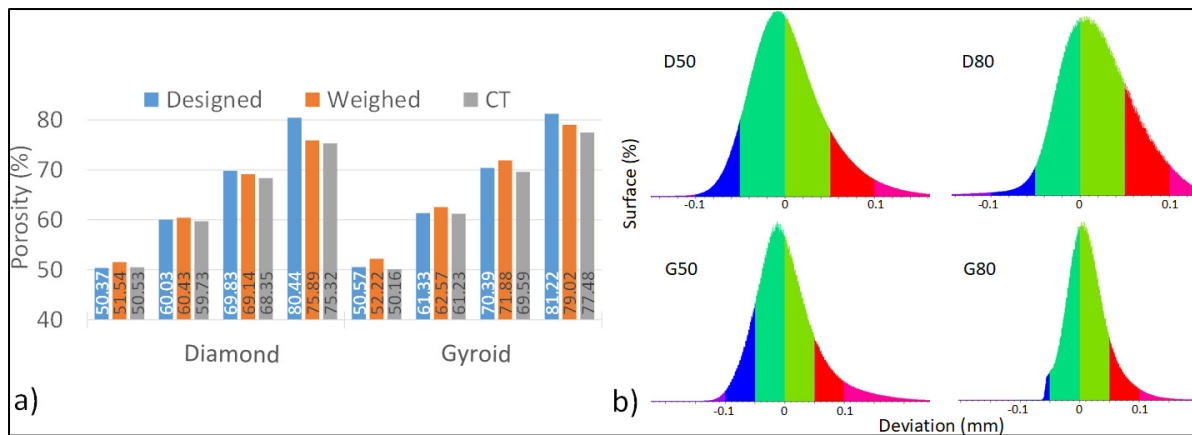 Designed Weighed CT
Porosity (%)
80
70
60
50
40
50.37
51.54
50.53
60.03
60.43
59.73
69.83
69.14
68.35
80.44
75.89
75.32
50.57
52.22
50.16
61.33
62.57
61.23
70.39
71.88
69.59
81.22
79.02
77.48
Diamond Gyroid
a)
D50 D80
-0.1 0 0.1 -0.1 0 0.1
Surface (%)
G50 G80
-0.1 0 0.1 -0.1 0 0.1
Deviation (mm)
b)